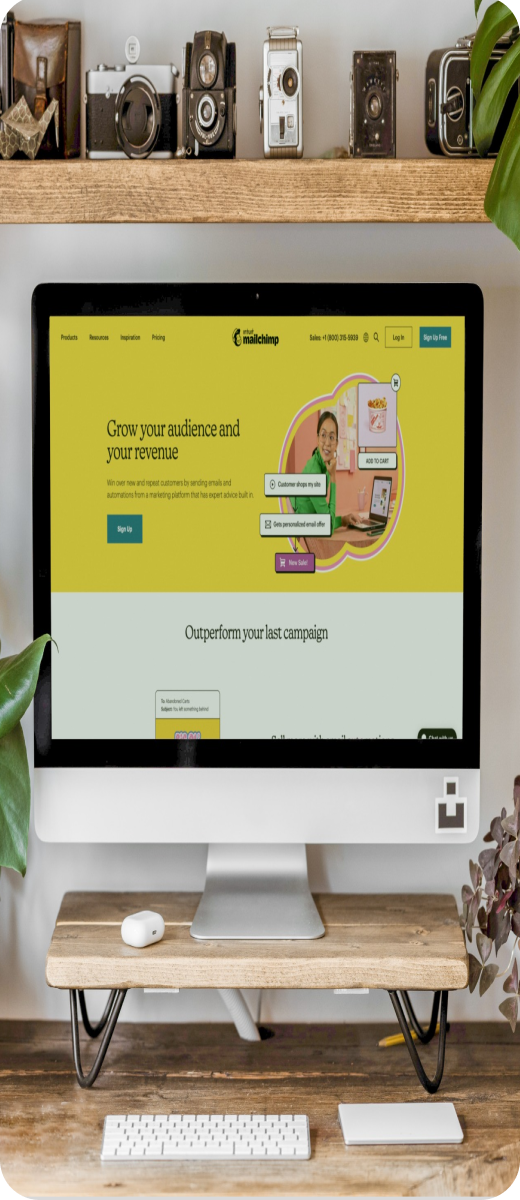 Products Resources Inspiration Pricing
intuit
mailchimp
Sales: +1 (800) 315-5939
Log In
Sign Up Free
Grow your audience and
your revenue
Win over new and repeat customers by sending emails and
automations from a marketing platform that has expert advice built in.
Sign Up
ADD TO CART
Customer shops my site
Gets personalized email offer
New Sale!
Outperform your last campaign
To: Abandoned Carts
Subject: You left something behind
Chat with us